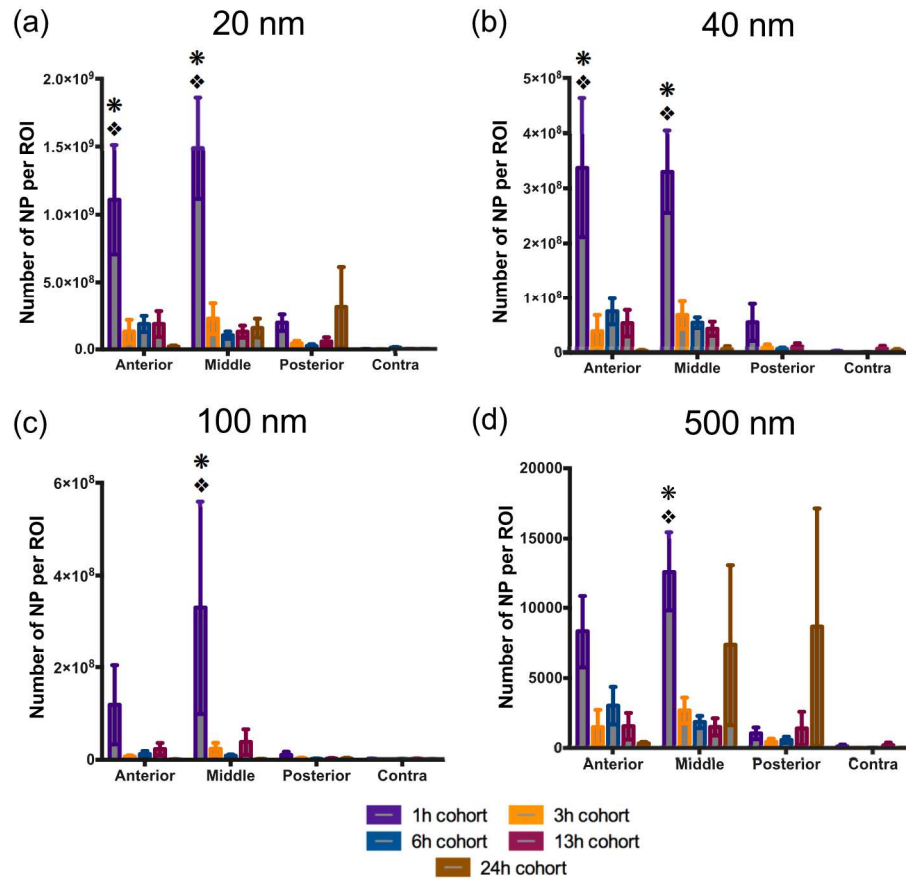 (a) 20 nm
Number of NP per ROI
2.0×10⁹
1.5×10⁹
1.0×10⁹
5.0×10⁸
0.0
* *
❖ ❖
Anterior Middle Posterior Contra
(b) 40 nm
Number of NP per ROI
5×10⁸
4×10⁸
3×10⁸
2×10⁸
1×10⁸
0
* *
❖ ❖
Anterior Middle Posterior Contra
(c) 100 nm
Number of NP per ROI
6×10⁸
4×10⁸
2×10⁸
0
*
❖
Anterior Middle Posterior Contra
(d) 500 nm
Number of NP per ROI
20000
15000
10000
5000
0
*
❖
Anterior Middle Posterior Contra
1h cohort 3h cohort
6h cohort 13h cohort
24h cohort